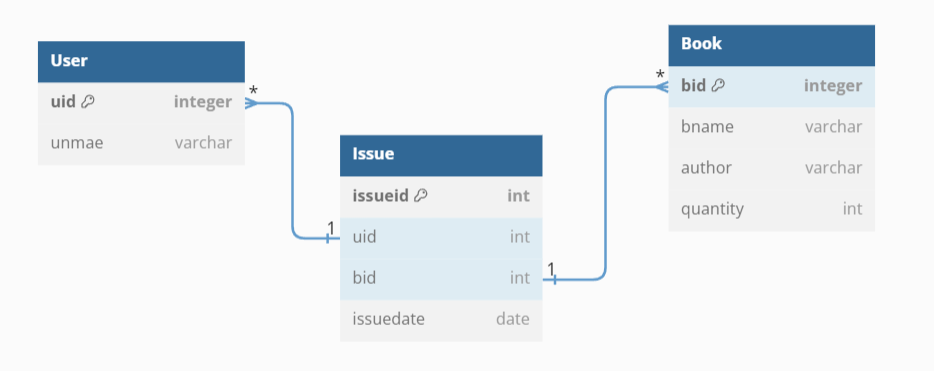 User
uid integer
unmae varchar
*
1
Issue
issueid int
uid int
bid int
issuedate date
1
*
Book
bid integer
bname varchar
author varchar
quantity int